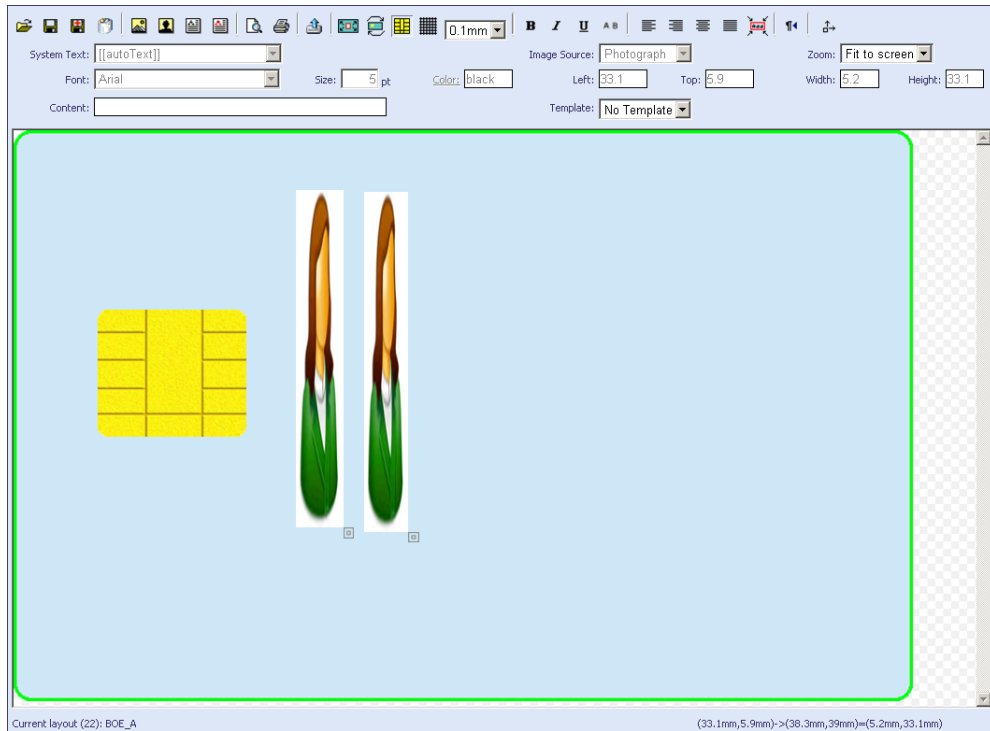 0.1mm B I U A B
System Text: [[autoText]] Image Source: Photograph Zoom: Fit to screen
Font: Arial Size: 5 pt Color: black Left: 33.1 Top: 5.9 Width: 5.2 Height: 33.1
Content: Template: No Template
Current layout (22): BOE_A (33.1mm,5.9mm)->(38.3mm,39mm)=(5.2mm,33.1mm)